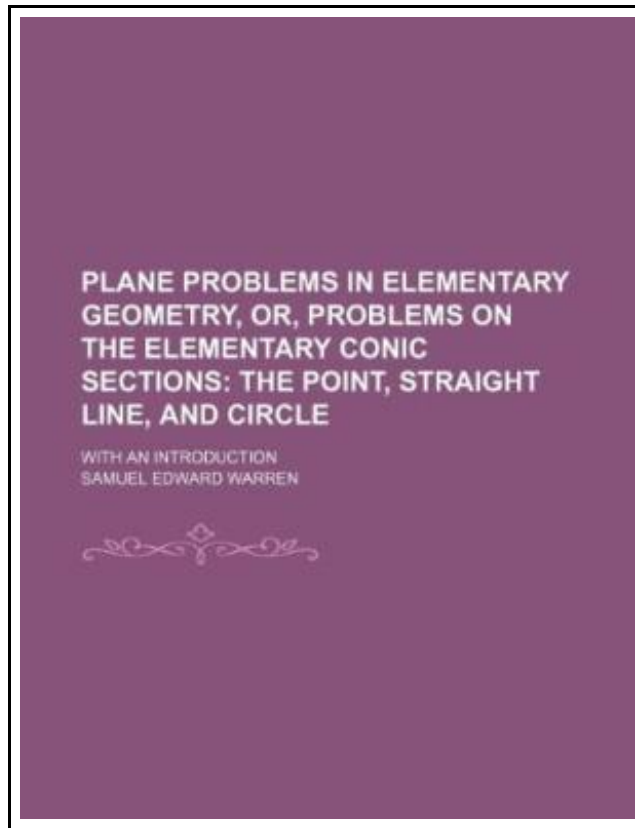 PLANE PROBLEMS IN ELEMENTARY
GEOMETRY, OR, PROBLEMS ON
THE ELEMENTARY CONIC
SECTIONS: THE POINT, STRAIGHT
LINE, AND CIRCLE
WITH AN INTRODUCTION
SAMUEL EDWARD WARREN